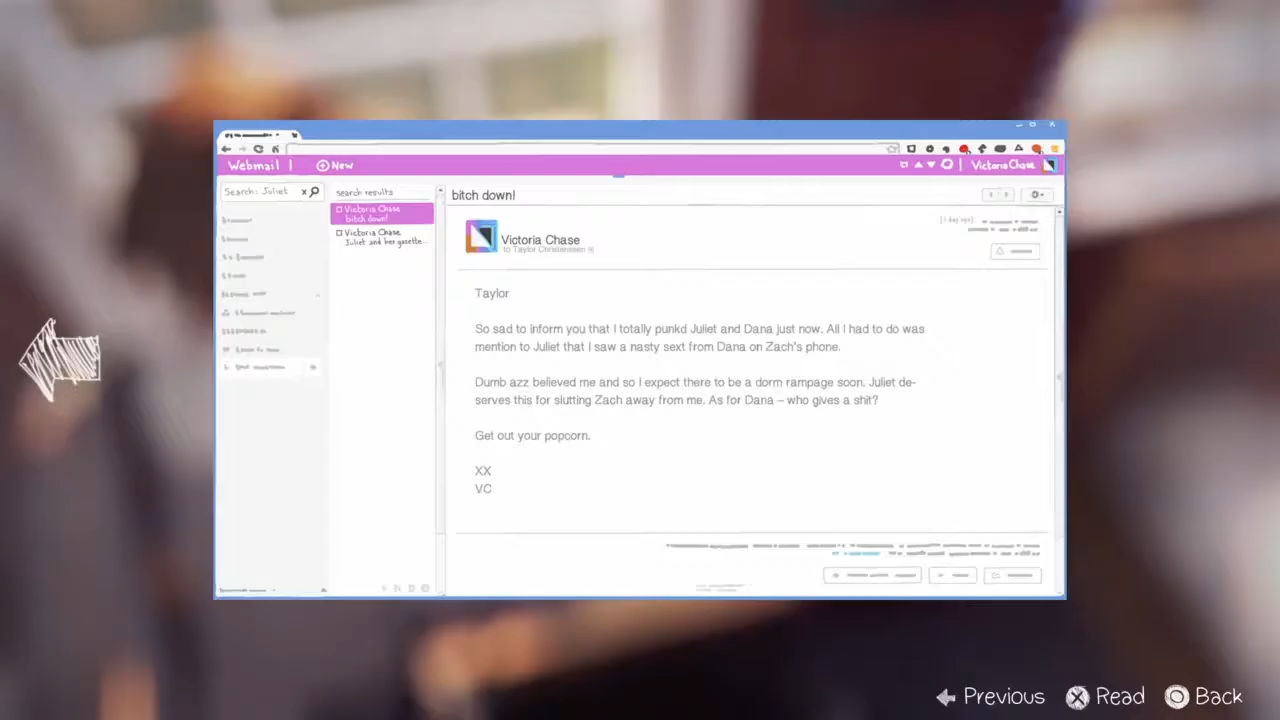 Webmail | New
Victoria Chase
Search: Juliet x
search results
Victoria Chase
bitch down!
Victoria Chase
Juliet and her gazette...
bitch down!
Victoria Chase
to Taylor Christenssen
[1 day ago]
Taylor
So sad to inform you that I totally punkd Juliet and Dana just now. All I had to do was
mention to Juliet that I saw a nasty sext from Dana on Zach's phone.
Dumb azz believed me and so I expect there to be a dorm rampage soon. Juliet de-
serves this for slutting Zach away from me. As for Dana – who gives a shit?
Get out your popcorn.
XX
VC
Previous
Read
Back